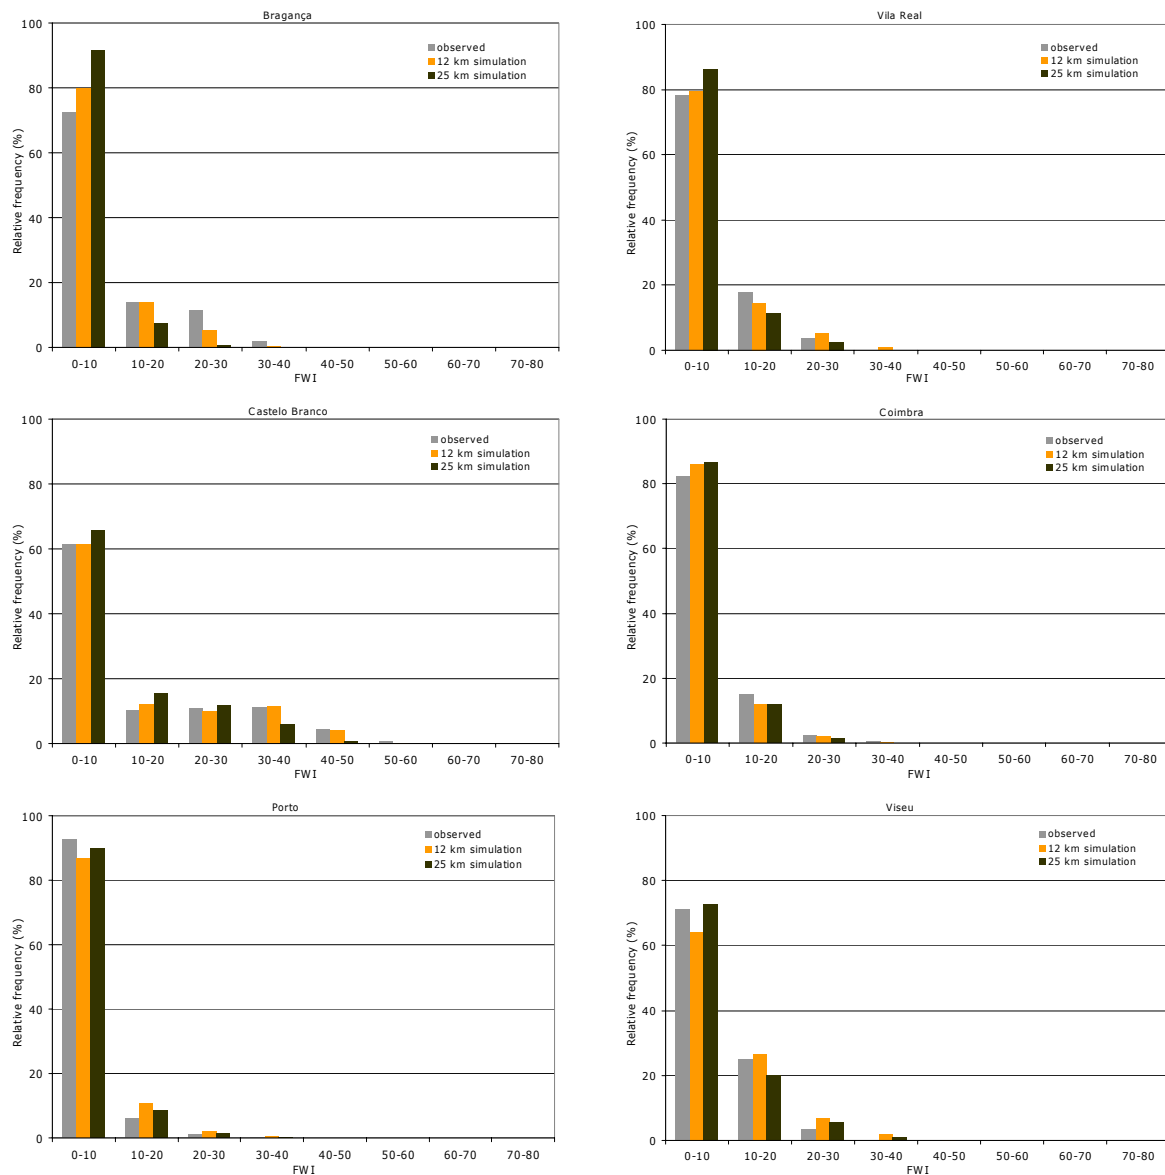 Bragança
100
80
60
40
20
0
Relative frequency (%)
observed
12 km simulation
25 km simulation
0-10 10-20 20-30 30-40 40-50 50-60 60-70 70-80
FWI
Vila Real
100
80
60
40
20
0
Relative frequency (%)
observed
12 km simulation
25 km simulation
0-10 10-20 20-30 30-40 40-50 50-60 60-70 70-80
FWI
Castelo Branco
100
80
60
40
20
0
Relative frequency (%)
observed
12 km simulation
25 km simulation
0-10 10-20 20-30 30-40 40-50 50-60 60-70 70-80
FWI
Coimbra
100
80
60
40
20
0
Relative frequency (%)
observed
12 km simulation
25 km simulation
0-10 10-20 20-30 30-40 40-50 50-60 60-70 70-80
FWI
Porto
100
80
60
40
20
0
Relative frequency (%)
observed
12 km simulation
25 km simulation
0-10 10-20 20-30 30-40 40-50 50-60 60-70 70-80
FWI
Viseu
100
80
60
40
20
0
Relative frequency (%)
observed
12 km simulation
25 km simulation
0-10 10-20 20-30 30-40 40-50 50-60 60-70 70-80
FWI